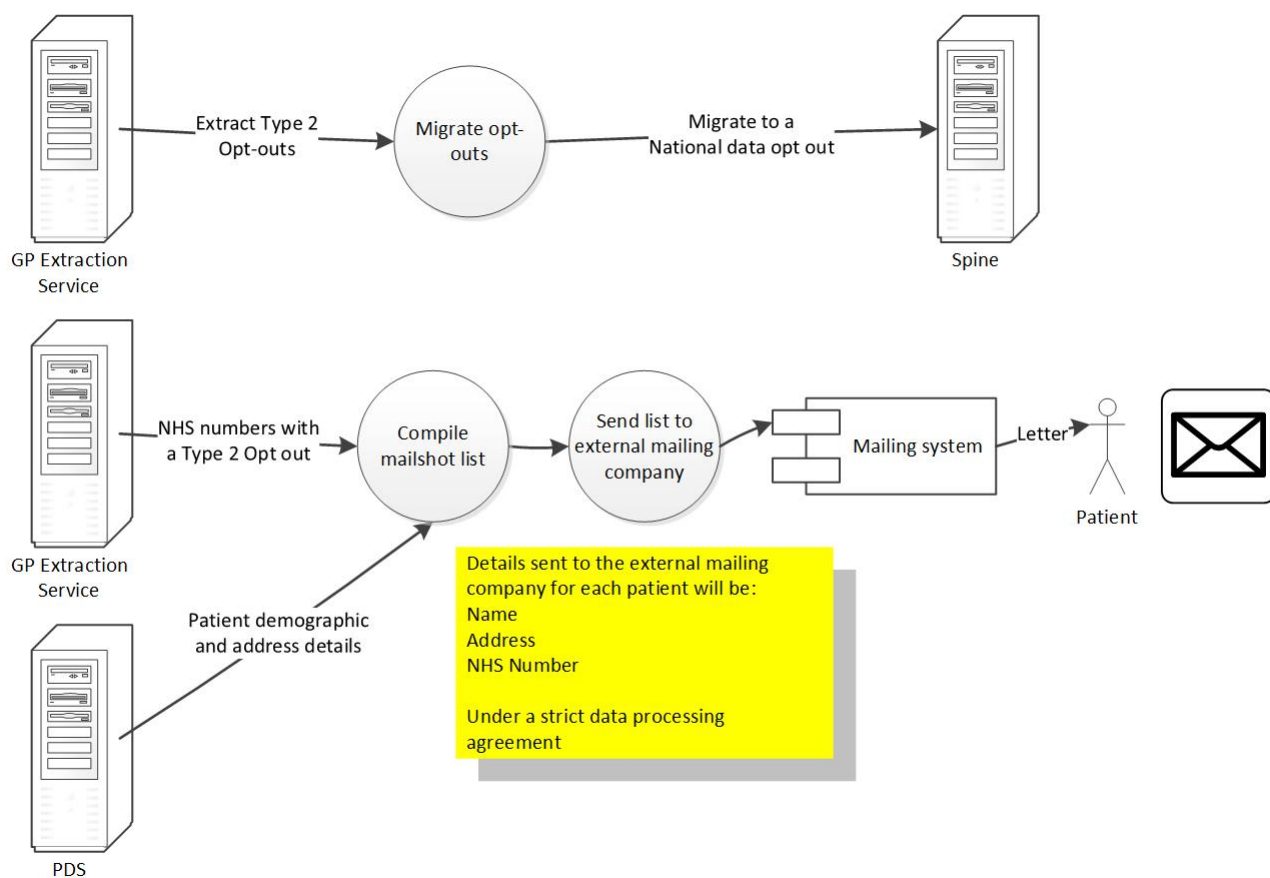 Extract Type 2
Opt-outs
Migrate opt-
outs
Migrate to a
National data opt out
GP Extraction
Service
Spine
NHS numbers with
a Type 2 Opt out
Compile
mailshot list
Send list to
external mailing
company
Mailing system
Letter
Patient
GP Extraction
Service
Patient demographic
and address details
Details sent to the external mailing
company for each patient will be:
Name
Address
NHS Number
Under a strict data processing
agreement
PDS